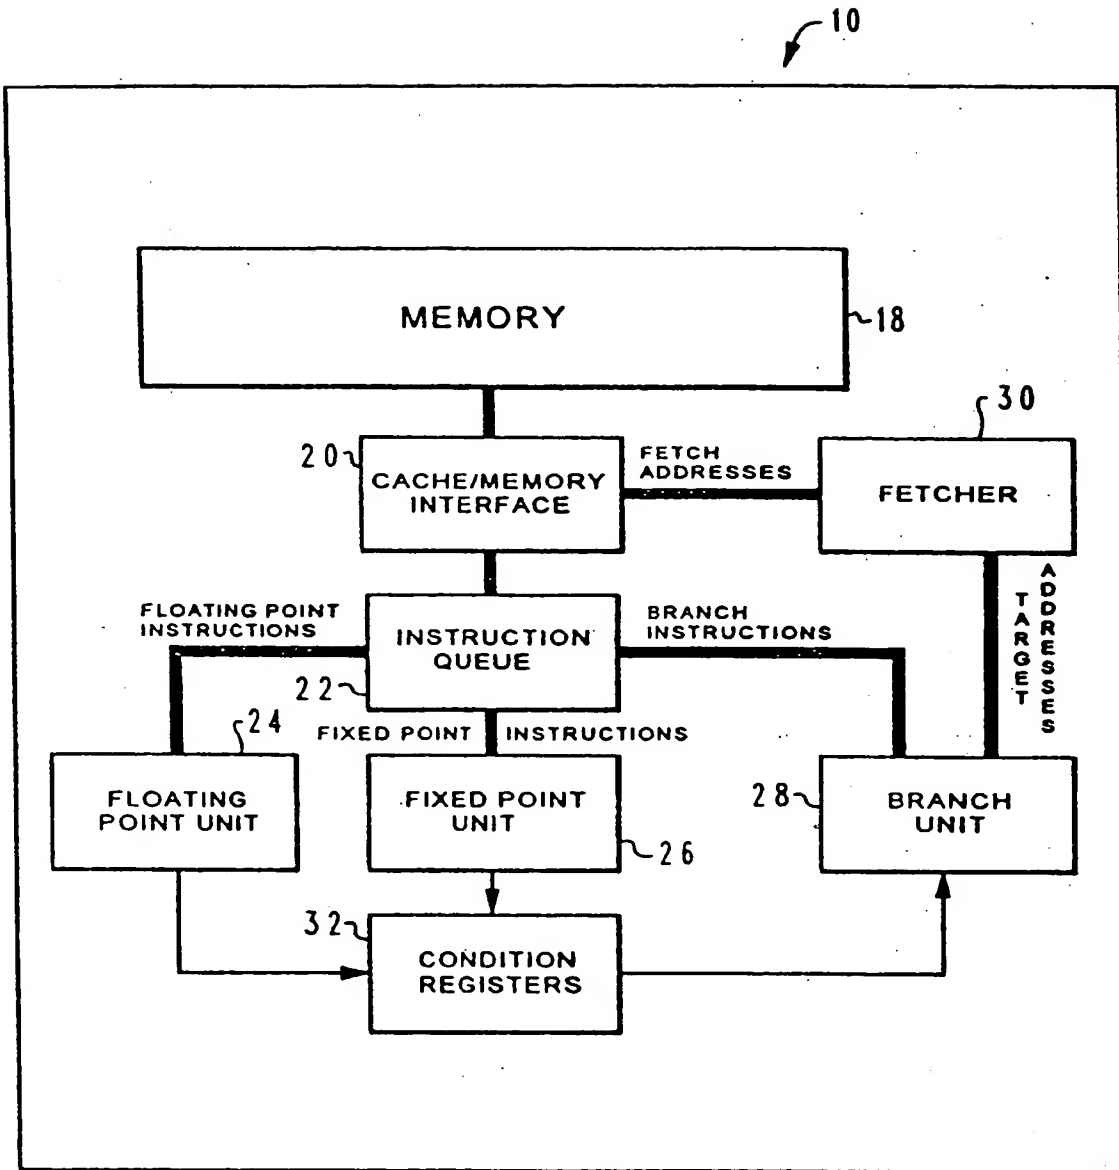 10
MEMORY
18
30
20
CACHE/MEMORY
INTERFACE
FETCH
ADDRESSES
FETCHER
FLOATING POINT
INSTRUCTIONS
INSTRUCTION
QUEUE
22
BRANCH
INSTRUCTIONS
TARGET
ADDRESSES
24
FIXED POINT INSTRUCTIONS
FLOATING
POINT UNIT
FIXED POINT
UNIT
26
28
BRANCH
UNIT
32
CONDITION
REGISTERS